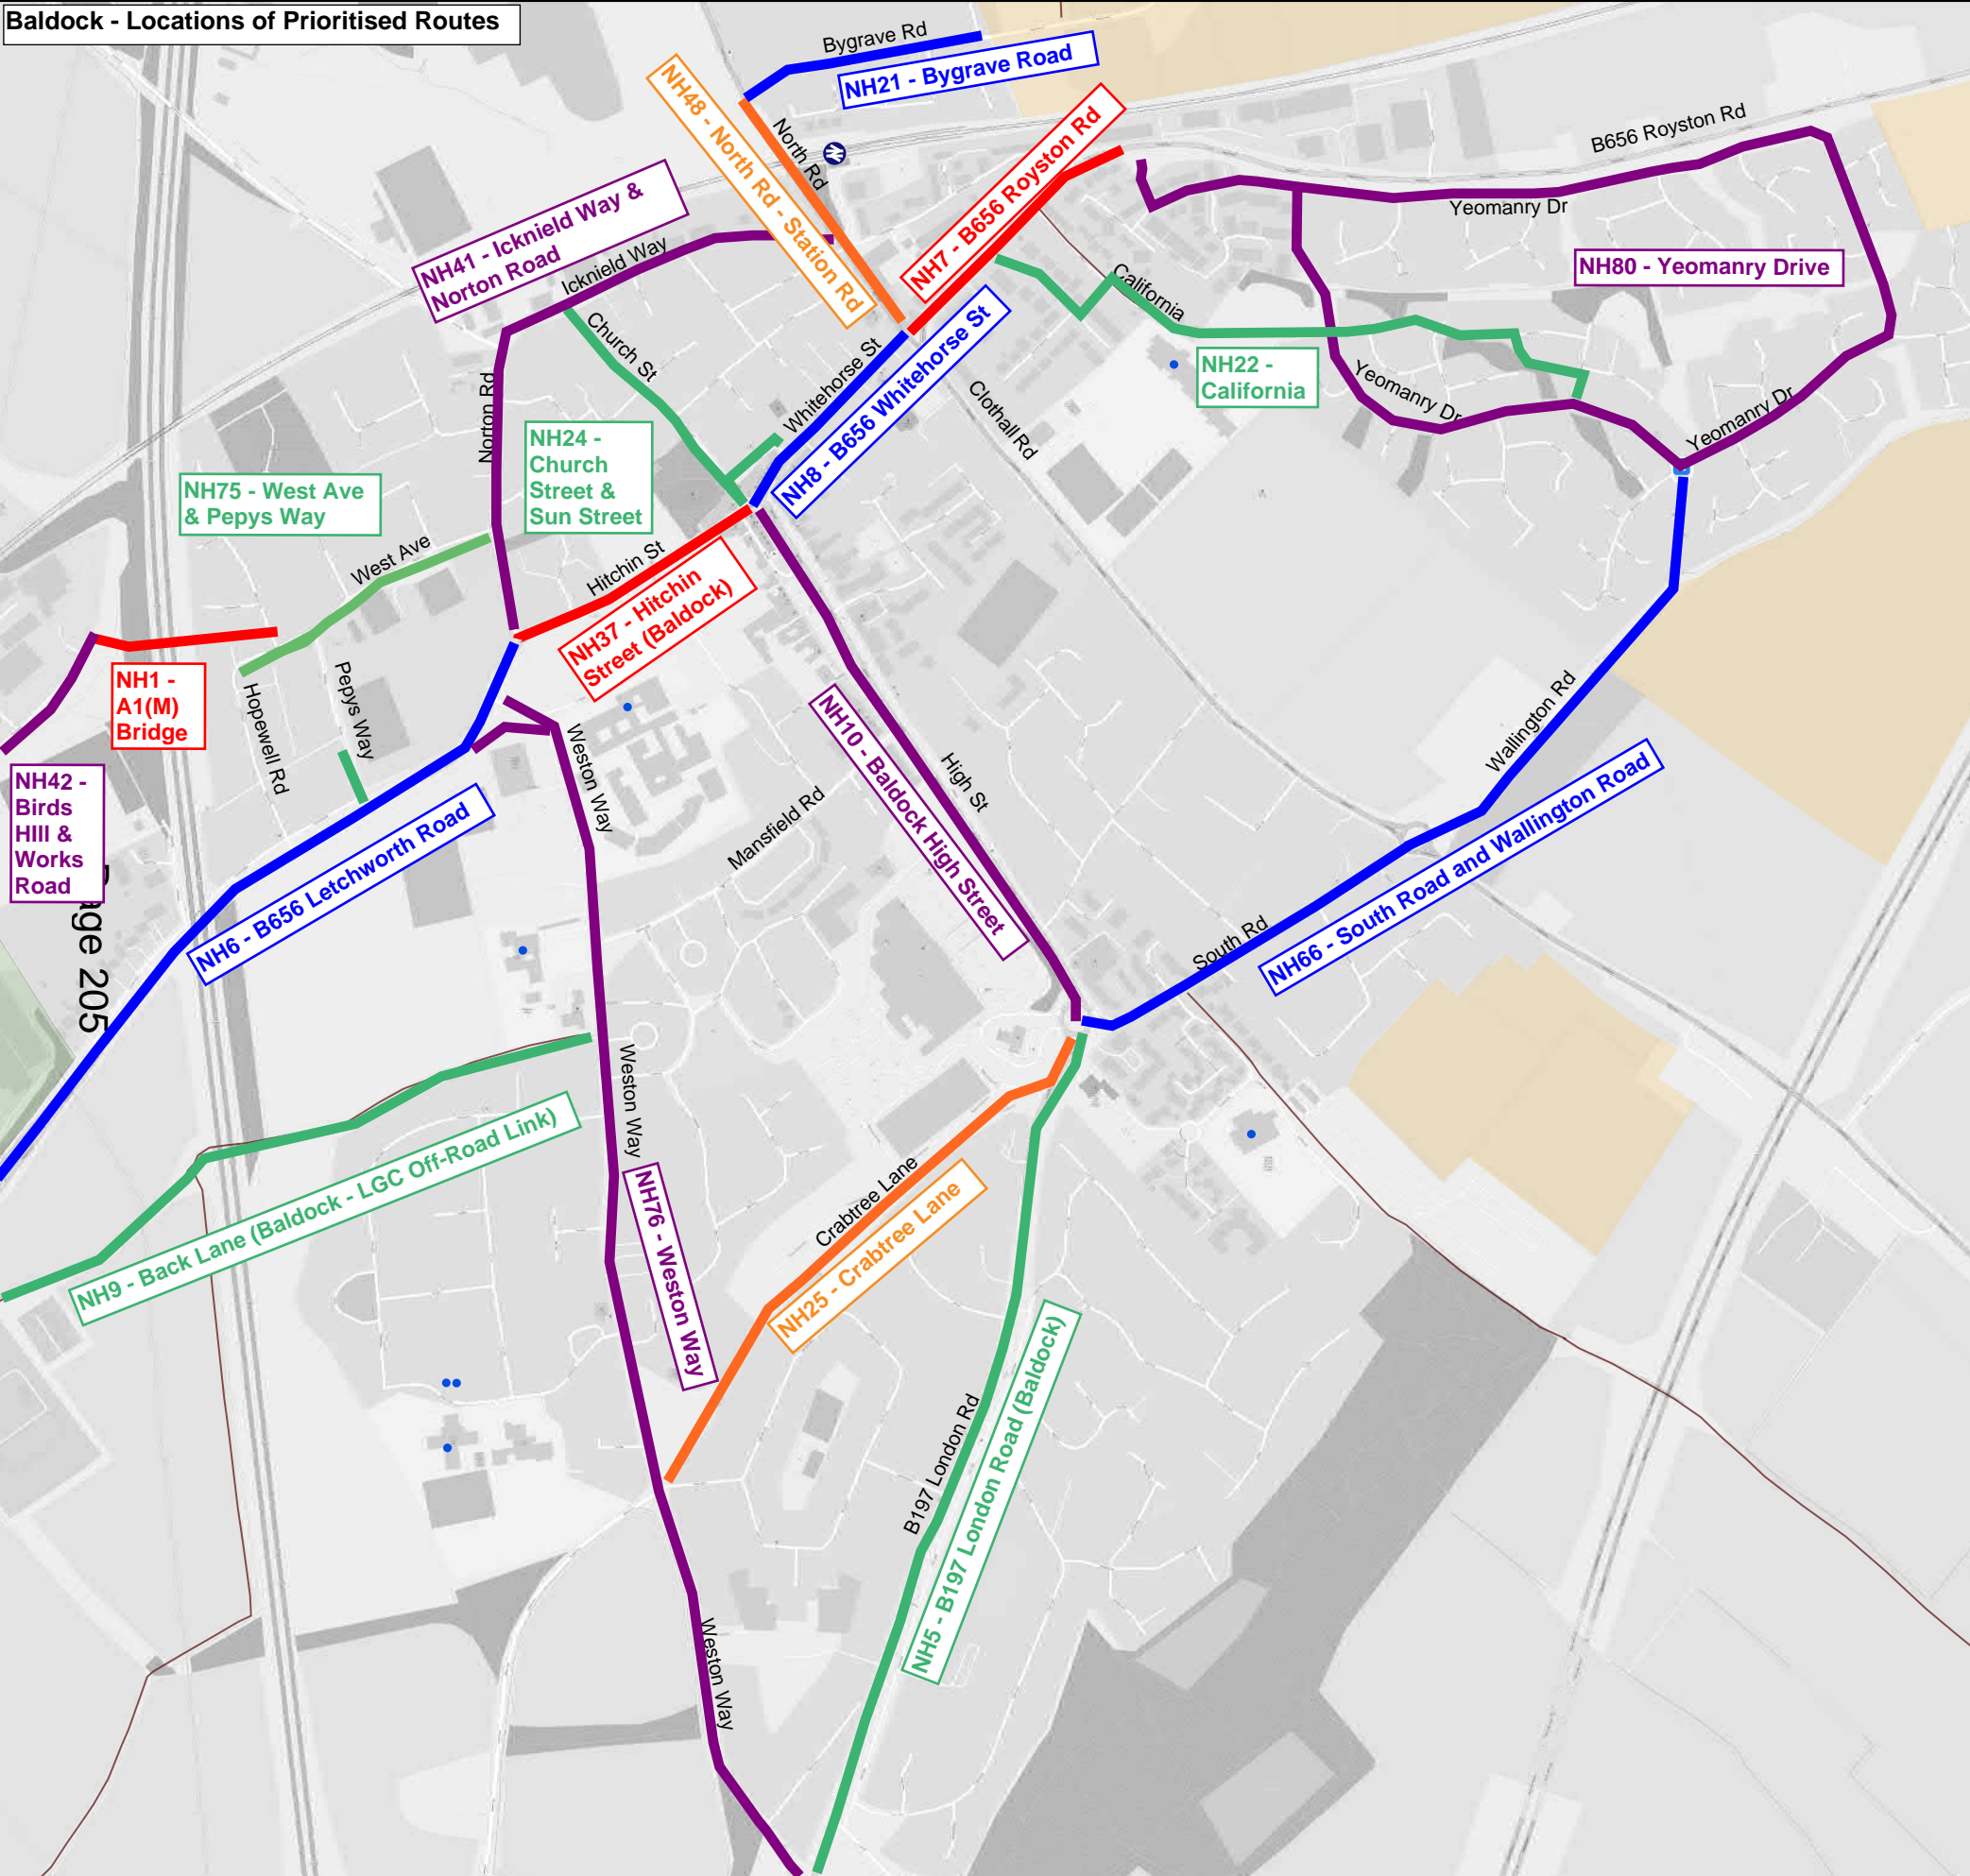 Baldock - Locations of Prioritised Routes
Bygrave Rd
NH21 - Bygrave Road
NH48 - North Rd - Station Rd
North Rd
NH7 - B656 Royston Rd
B656 Royston Rd
Yeomanry Dr
NH80 - Yeomanry Drive
NH41 - Icknield Way &
Norton Road
Icknield Way
Church St
Whitehorse St
NH8 - B656 Whitehorse St
California
NH22 -
California
Yeomanry Dr
Yeomanry Dr
Clothall Rd
Norton Rd
NH24 -
Church
Street &
Sun Street
NH75 - West Ave
& Pepys Way
West Ave
Hitchin St
NH37 - Hitchin
Street (Baldock)
NH1 -
A1(M)
Bridge
Hopewell Rd
Pepys Way
NH42 -
Birds
HIll &
Works
Road
age 205
NH6 - B656 Letchworth Road
Weston Way
Mansfield Rd
NH10 - Baldock High Street
High St
Wallington Rd
NH66 - South Road and Wallington Road
South Rd
Weston Way
NH9 - Back Lane (Baldock - LGC Off-Road Link)
NH76 - Weston Way
Crabtree Lane
NH25 - Crabtree Lane
B197 London Rd
NH5 - B197 London Road (Baldock)
Weston Way